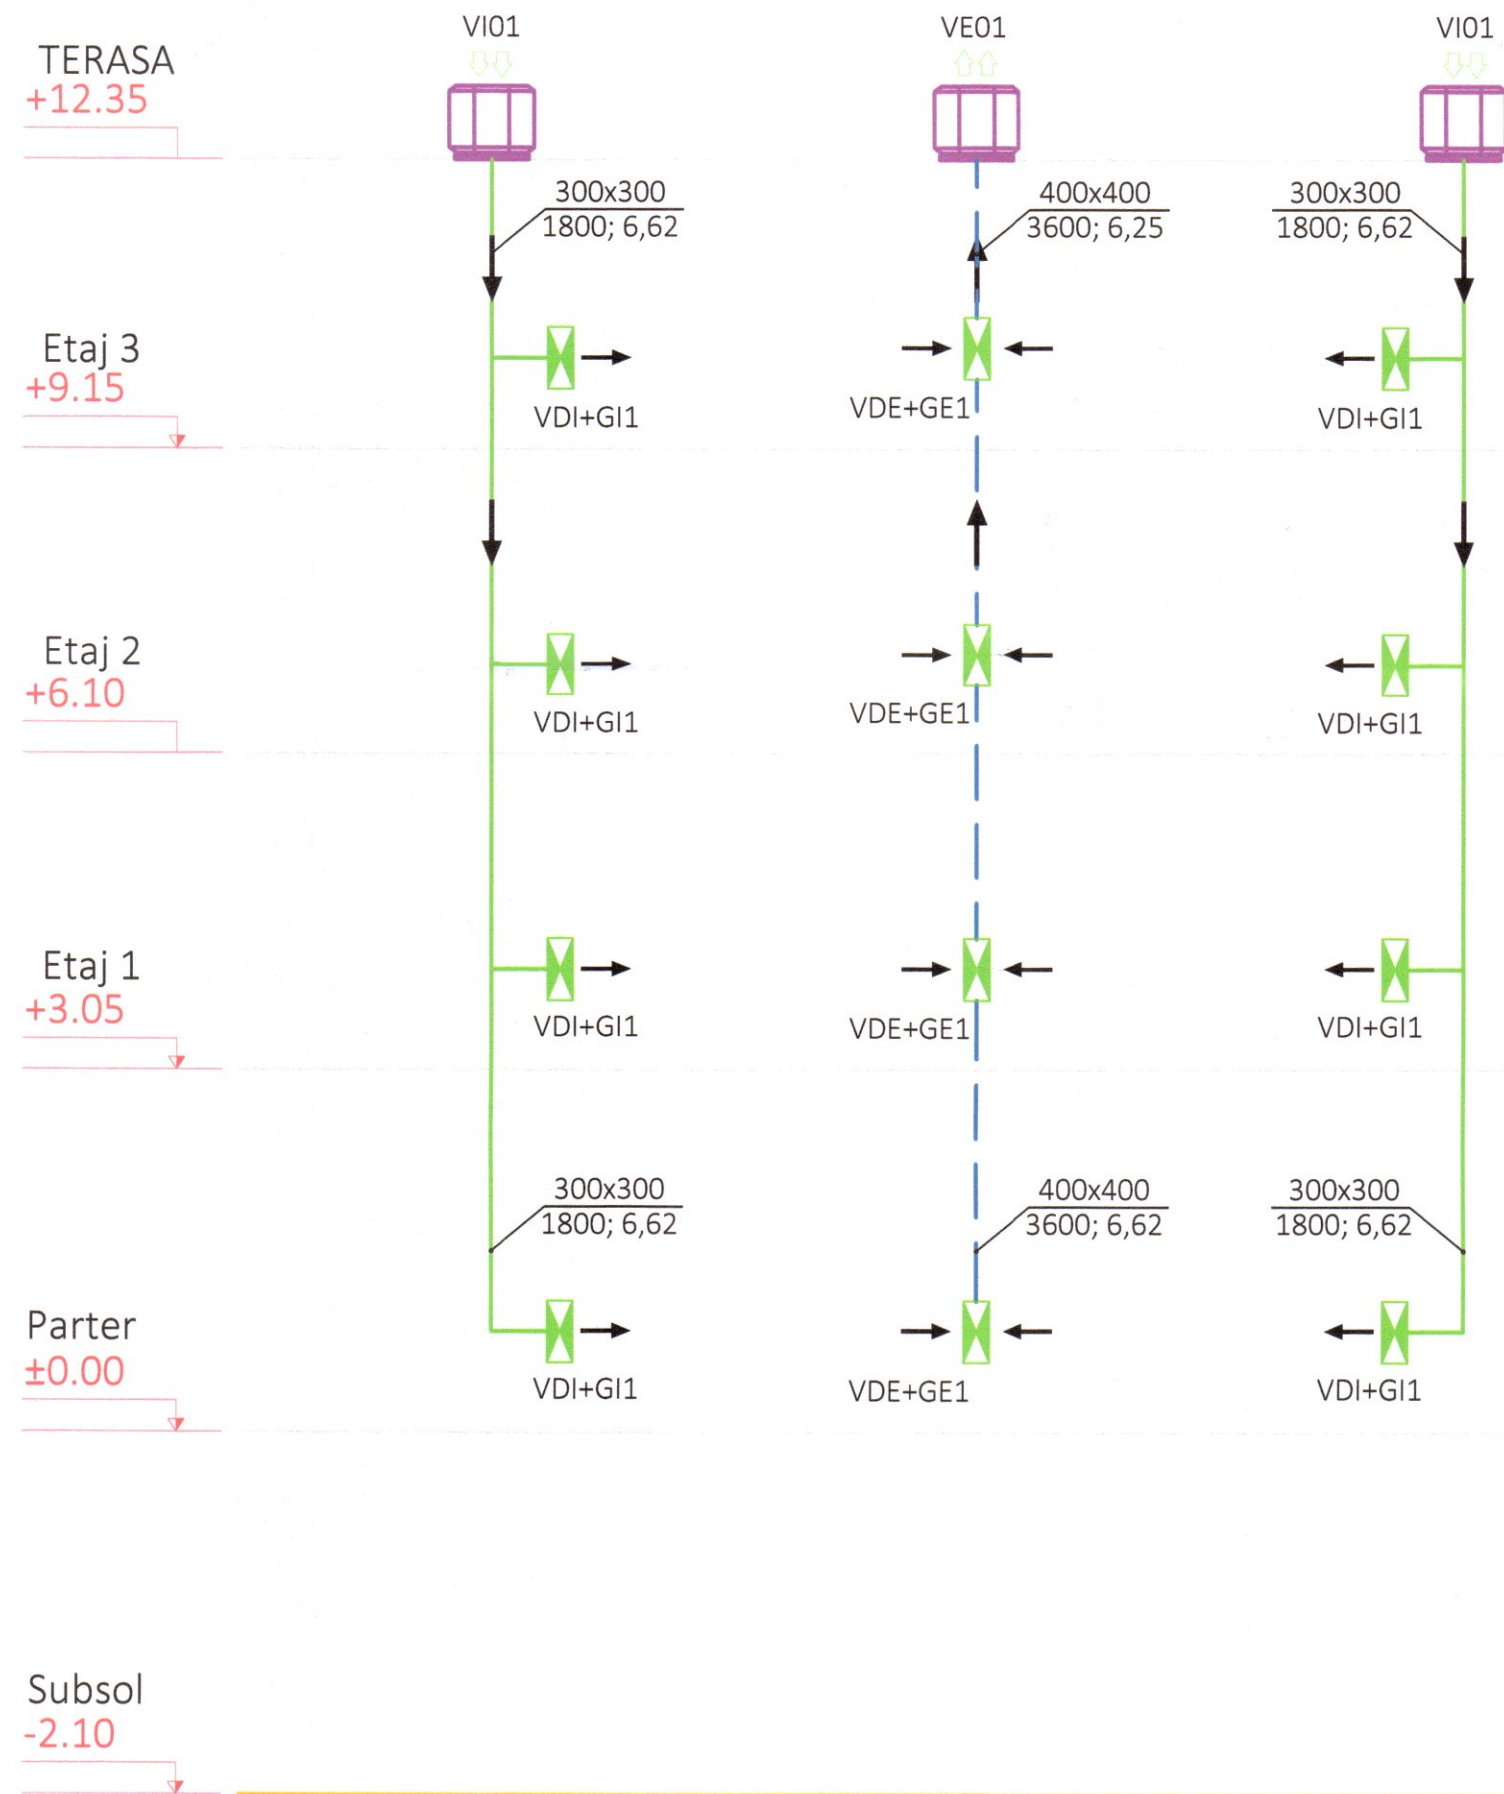 VI01
VE01
VI01
TERASA
+12.35
300x300
1800; 6,62
400x400
3600; 6,25
300x300
1800; 6,62
Etaj 3
+9.15
VDI+GI1
VDE+GE1
VDI+GI1
Etaj 2
+6.10
VDI+GI1
VDE+GE1
VDI+GI1
Etaj 1
+3.05
VDI+GI1
VDE+GE1
VDI+GI1
300x300
1800; 6,62
400x400
3600; 6,62
300x300
1800; 6,62
Parter
±0.00
VDI+GI1
VDE+GE1
VDI+GI1
Subsol
-2.10